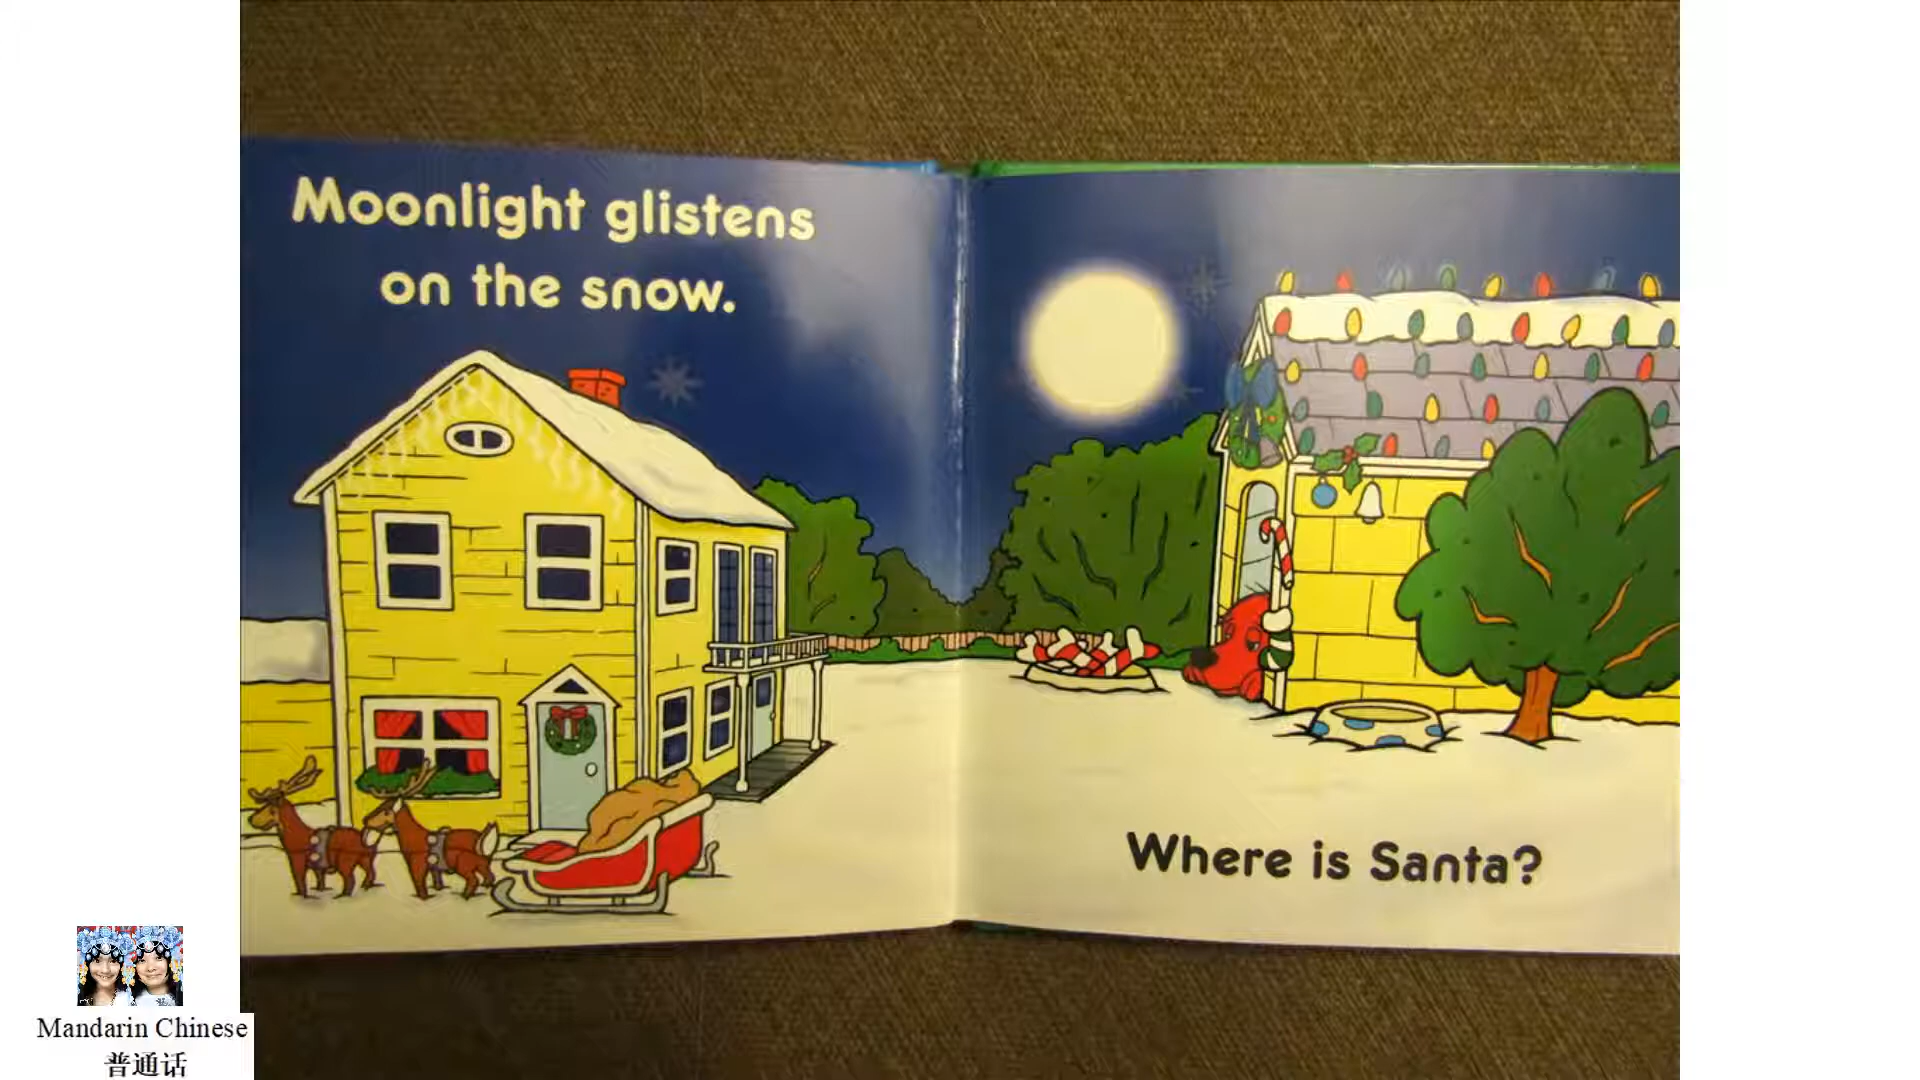 Moonlight glistens
on the snow.
Where is Santa?
Mandarin Chinese
普通话